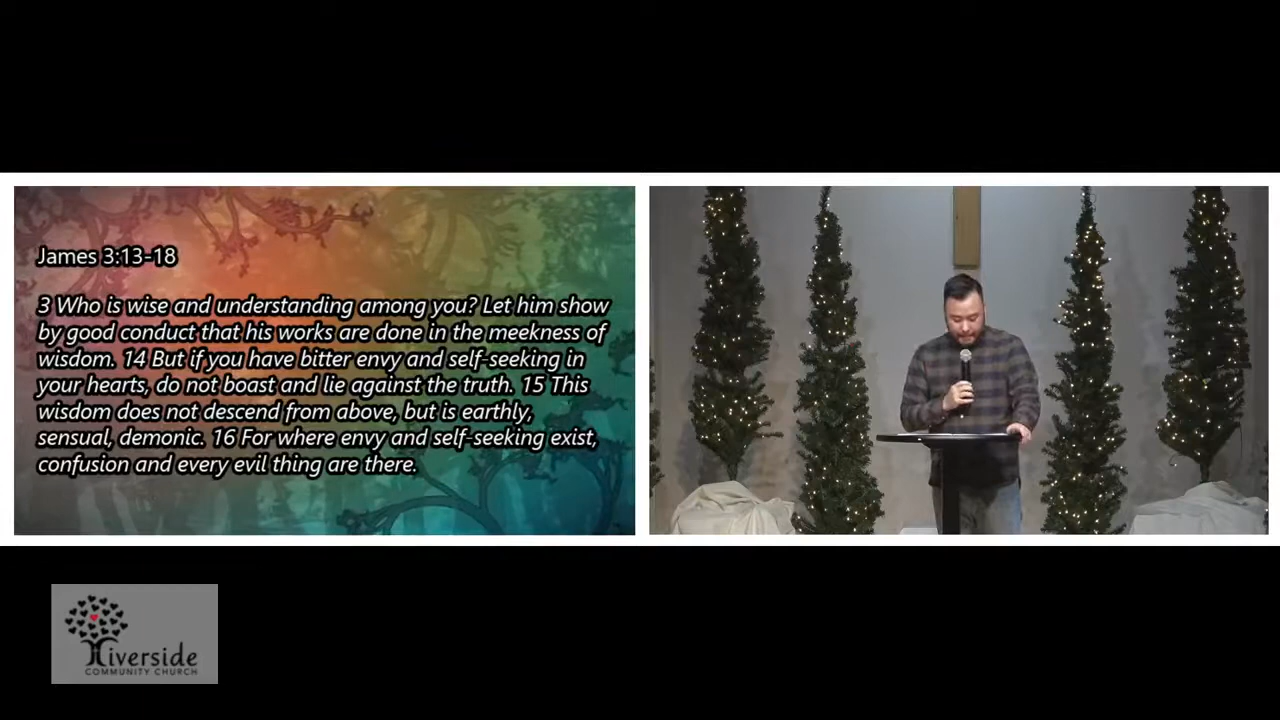 James 3:13-18
3 Who is wise and understanding among you? Let him show
by good conduct that his works are done in the meekness of
wisdom. 14 But if you have bitter envy and self-seeking in
your hearts, do not boast and lie against the truth. 15 This
wisdom does not descend from above, but is earthly,
sensual, demonic. 16 For where envy and self-seeking exist,
confusion and every evil thing are there.
Riverside
COMMUNITY CHURCH